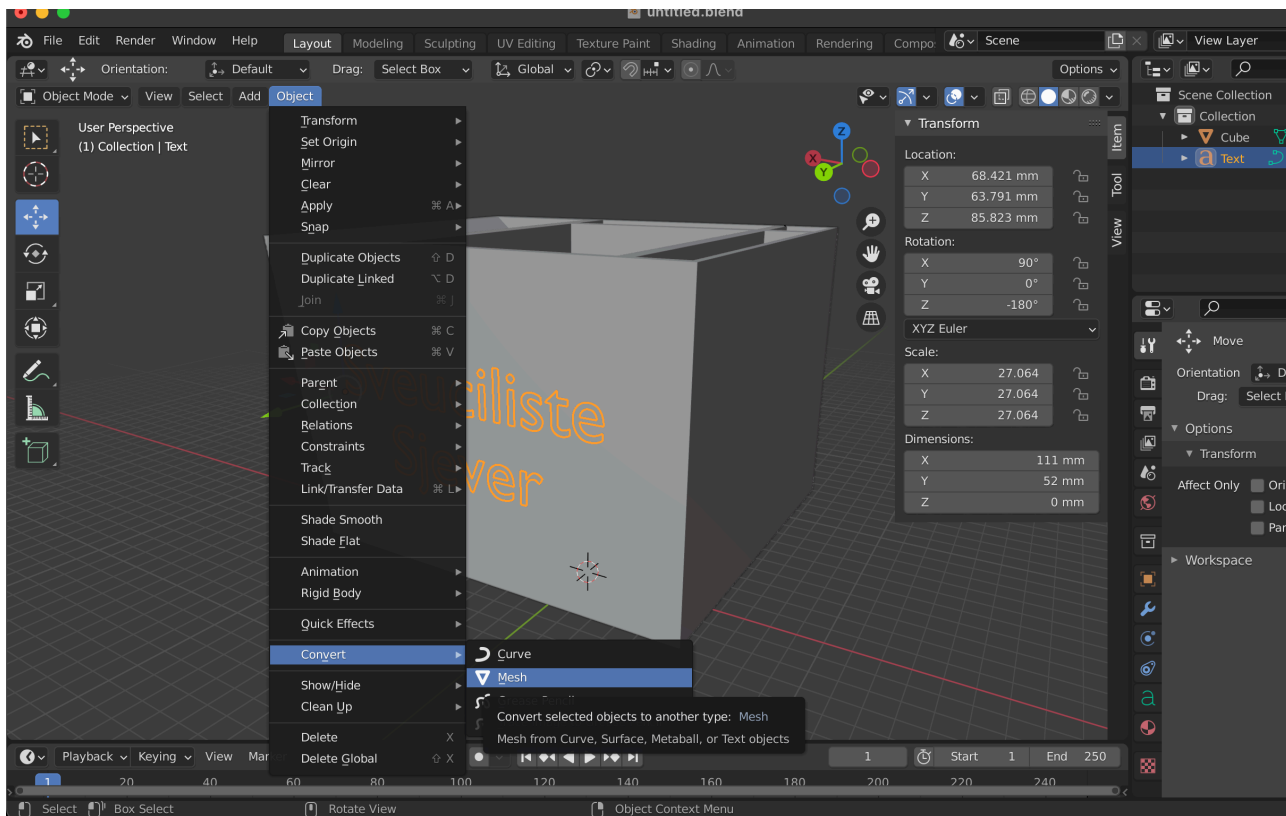 untitled.blend
File Edit Render Window Help Layout Modeling Sculpting UV Editing Texture Paint Shading Animation Rendering Compo Scene View Layer
Orientation: Default Drag: Select Box Global Options
Object Mode View Select Add Object
User Perspective
(1) Collection | Text
Transform
Set Origin
Mirror
Clear
Apply ⌘ A
Snap
Duplicate Objects ⇧ D
Duplicate Linked ⌥ D
Join ⌘ J
Copy Objects ⌘ C
Paste Objects ⌘ V
Parent
Collection
Relations
Constraints
Track
Link/Transfer Data ⌘ L
Shade Smooth
Shade Flat
Animation
Rigid Body
Quick Effects
Convert
Show/Hide
Clean Up
Delete X
Delete Global ⇧ X
Curve
Mesh
Convert selected objects to another type: Mesh
Mesh from Curve, Surface, Metaball, or Text objects
ciliste
ver
Z
X
Y
Transform
Location:
X 68.421 mm
Y 63.791 mm
Z 85.823 mm
Rotation:
X 90°
Y 0°
Z -180°
XYZ Euler
Scale:
X 27.064
Y 27.064
Z 27.064
Dimensions:
X 111 mm
Y 52 mm
Z 0 mm
Item
Tool
View
Scene Collection
Collection
Cube
Text
Move
Orientation D
Drag: Select
Options
Transform
Affect Only Ori
Loc
Par
Workspace
Playback Keying View Mar 1 Start 1 End 250
1 20 40 60 80 100 120 140 160 180 200 220 240
Select Box Select Rotate View Object Context Menu